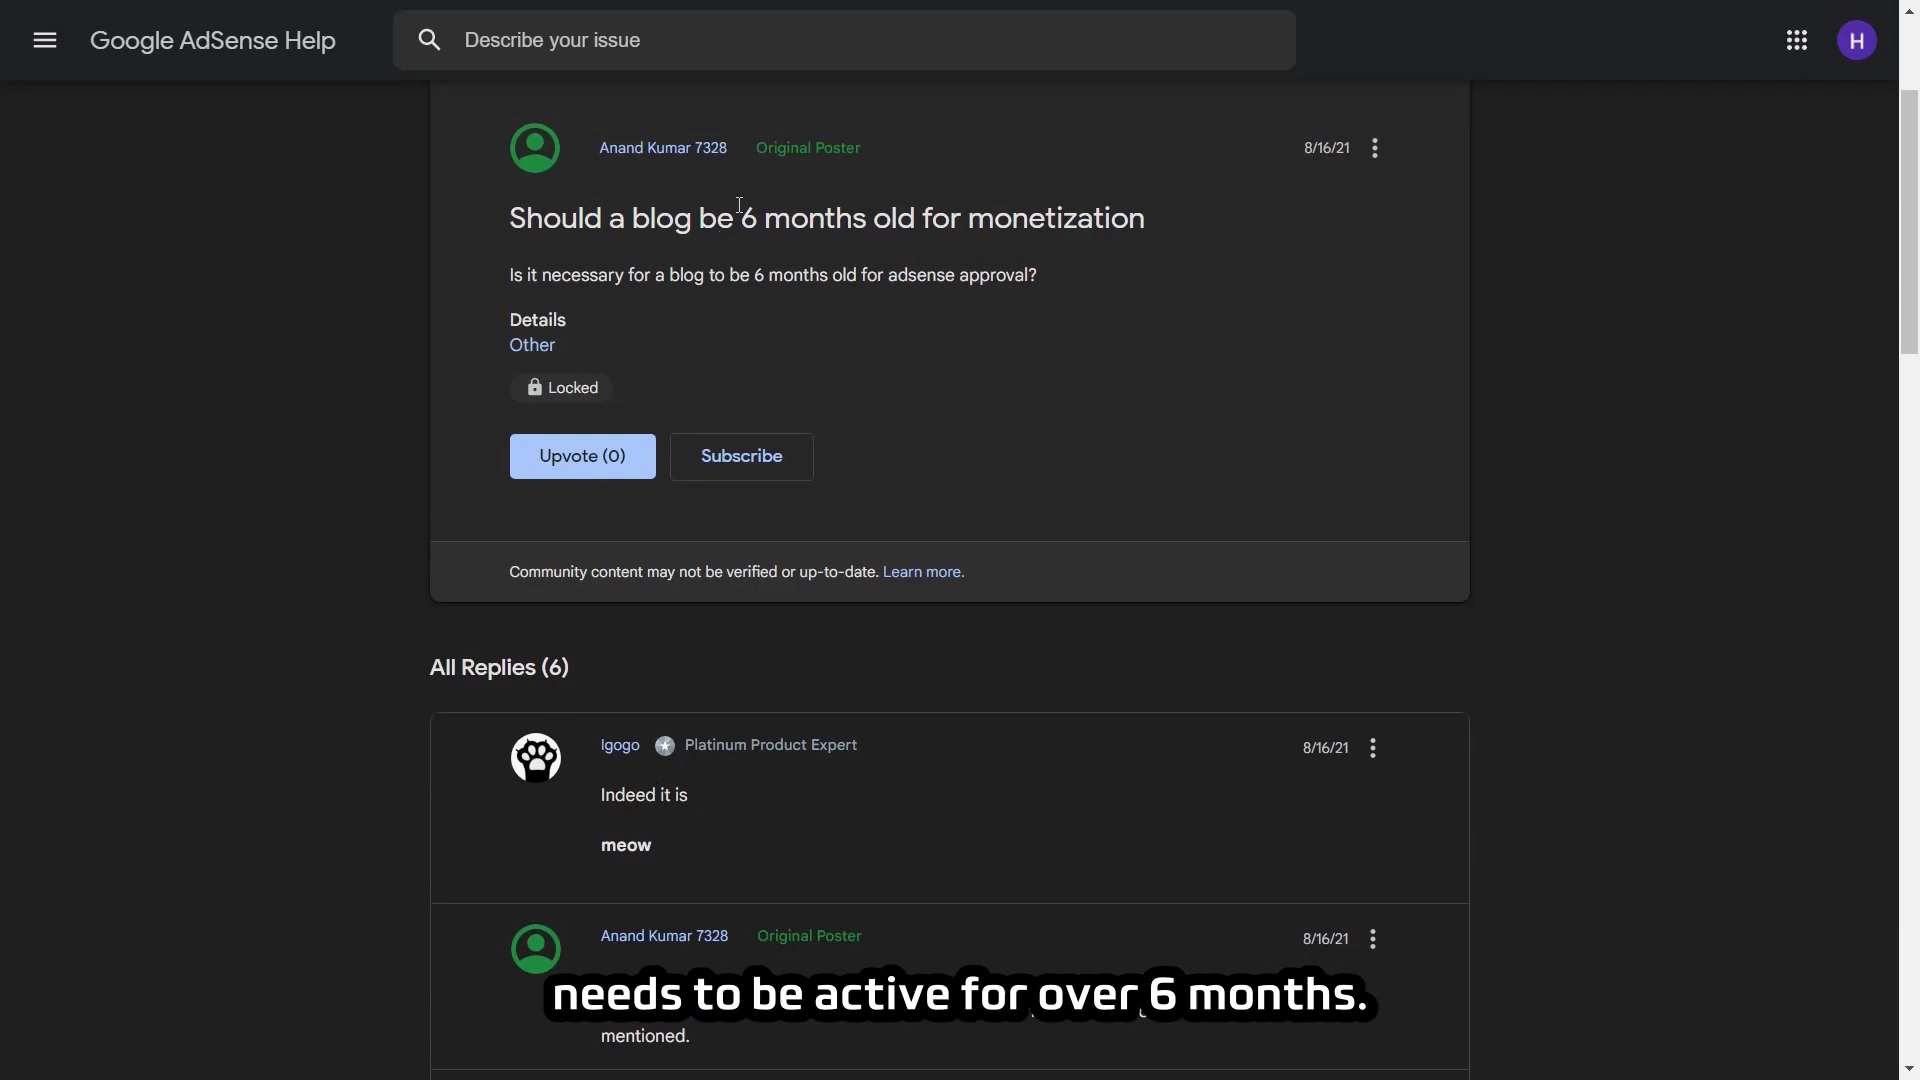 Google AdSense Help
Describe your issue
H
Anand Kumar 7328 Original Poster 8/16/21
Should a blog be 6 months old for monetization
Is it necessary for a blog to be 6 months old for adsense approval?
Details
Other
Locked
Upvote (0) Subscribe
Community content may not be verified or up-to-date. Learn more.
All Replies (6)
Igogo Platinum Product Expert 8/16/21
Indeed it is
meow
Anand Kumar 7328 Original Poster 8/16/21
needs to be active for over 6 months.
mentioned.